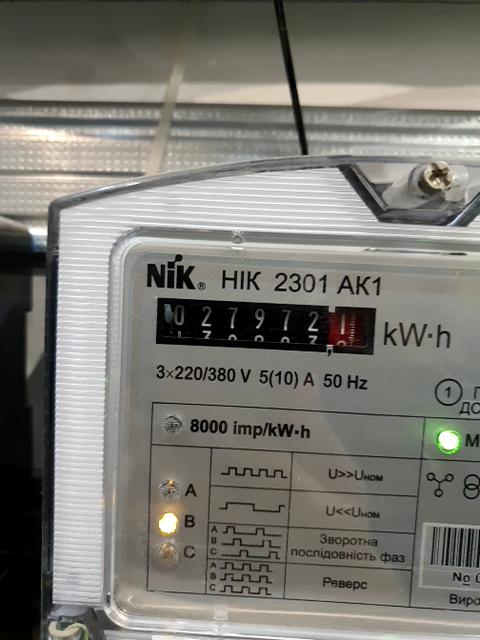 NiK® НІК 2301 АК1
0279721 kW·h
3×220/380 V 5(10) A 50 Hz
1
8000 imp/kW·h
A
B
C
U>>Uном
U<<Uном
A
B
C
Зворотна
послідовність фаз
A
B
C
Реверс